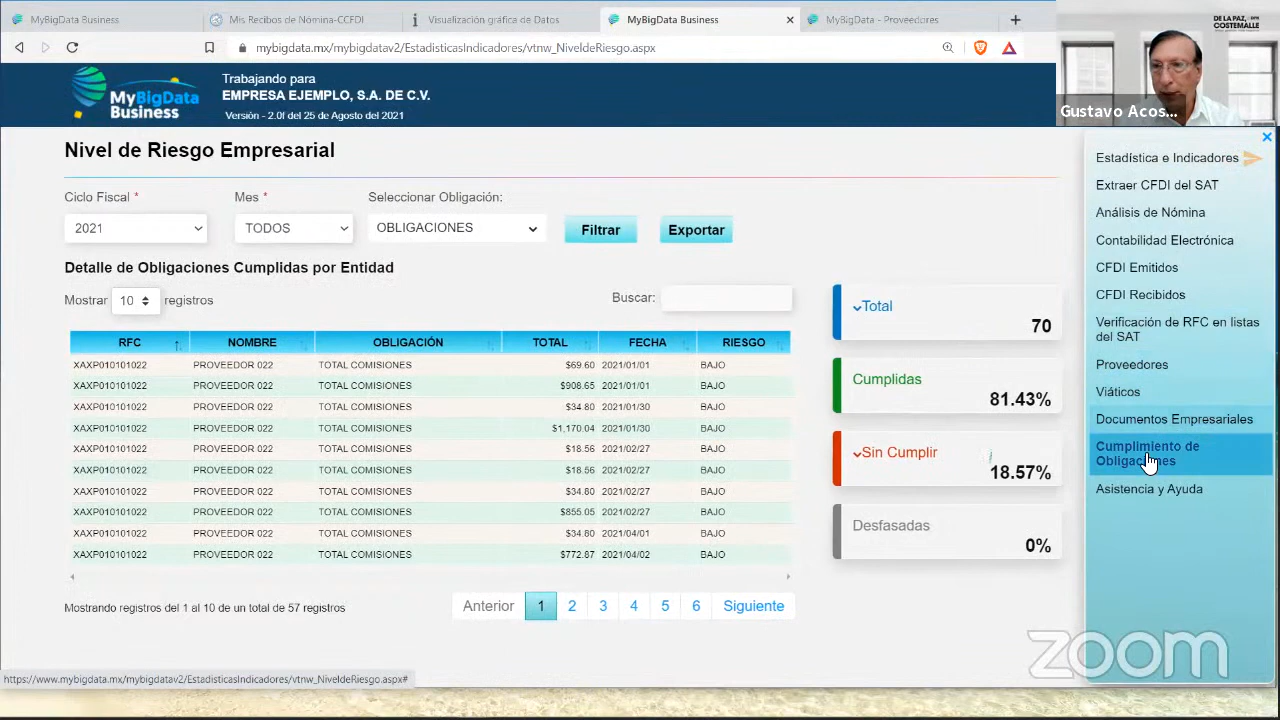 MyBigData Business
Mis Recibos de Nómina-CCFDI
Visualización gráfica de Datos
MyBigData Business
MyBigData - Proveedores
mybigdata.mx/mybigdatav2/EstadisticasIndicadores/vtnw_NiveldeRiesgo.aspx
DE LA PAZ,
COSTEMALLE
Gustavo Acos...
MyBigData
Business
Trabajando para
EMPRESA EJEMPLO, S.A. DE C.V.
Versión - 2.0f del 25 de Agosto del 2021
Nivel de Riesgo Empresarial
Ciclo Fiscal * Mes * Seleccionar Obligación:
2021 TODOS OBLIGACIONES Filtrar Exportar
Detalle de Obligaciones Cumplidas por Entidad
Mostrar 10 registros Buscar:
RFC NOMBRE OBLIGACIÓN TOTAL FECHA RIESGO
XAXP010101022 PROVEEDOR 022 TOTAL COMISIONES $69.60 2021/01/01 BAJO
XAXP010101022 PROVEEDOR 022 TOTAL COMISIONES $908.65 2021/01/01 BAJO
XAXP010101022 PROVEEDOR 022 TOTAL COMISIONES $34.80 2021/01/30 BAJO
XAXP010101022 PROVEEDOR 022 TOTAL COMISIONES $1,170.04 2021/01/30 BAJO
XAXP010101022 PROVEEDOR 022 TOTAL COMISIONES $18.56 2021/02/27 BAJO
XAXP010101022 PROVEEDOR 022 TOTAL COMISIONES $18.56 2021/02/27 BAJO
XAXP010101022 PROVEEDOR 022 TOTAL COMISIONES $34.80 2021/02/27 BAJO
XAXP010101022 PROVEEDOR 022 TOTAL COMISIONES $855.05 2021/02/27 BAJO
XAXP010101022 PROVEEDOR 022 TOTAL COMISIONES $34.80 2021/04/01 BAJO
XAXP010101022 PROVEEDOR 022 TOTAL COMISIONES $772.87 2021/04/02 BAJO
Mostrando registros del 1 al 10 de un total de 57 registros
Anterior 1 2 3 4 5 6 Siguiente
Total
70
Cumplidas
81.43%
Sin Cumplir
18.57%
Desfasadas
0%
Estadística e Indicadores
Extraer CFDI del SAT
Análisis de Nómina
Contabilidad Electrónica
CFDI Emitidos
CFDI Recibidos
Verificación de RFC en listas
del SAT
Proveedores
Viáticos
Documentos Empresariales
Cumplimiento de
Obligaciones
Asistencia y Ayuda
zoom
https://www.mybigdata.mx/mybigdatav2/EstadisticasIndicadores/vtnw_NiveldeRiesgo.aspx#